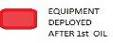 EQUIPMENT
DEPLOYED
AFTER 1st OIL